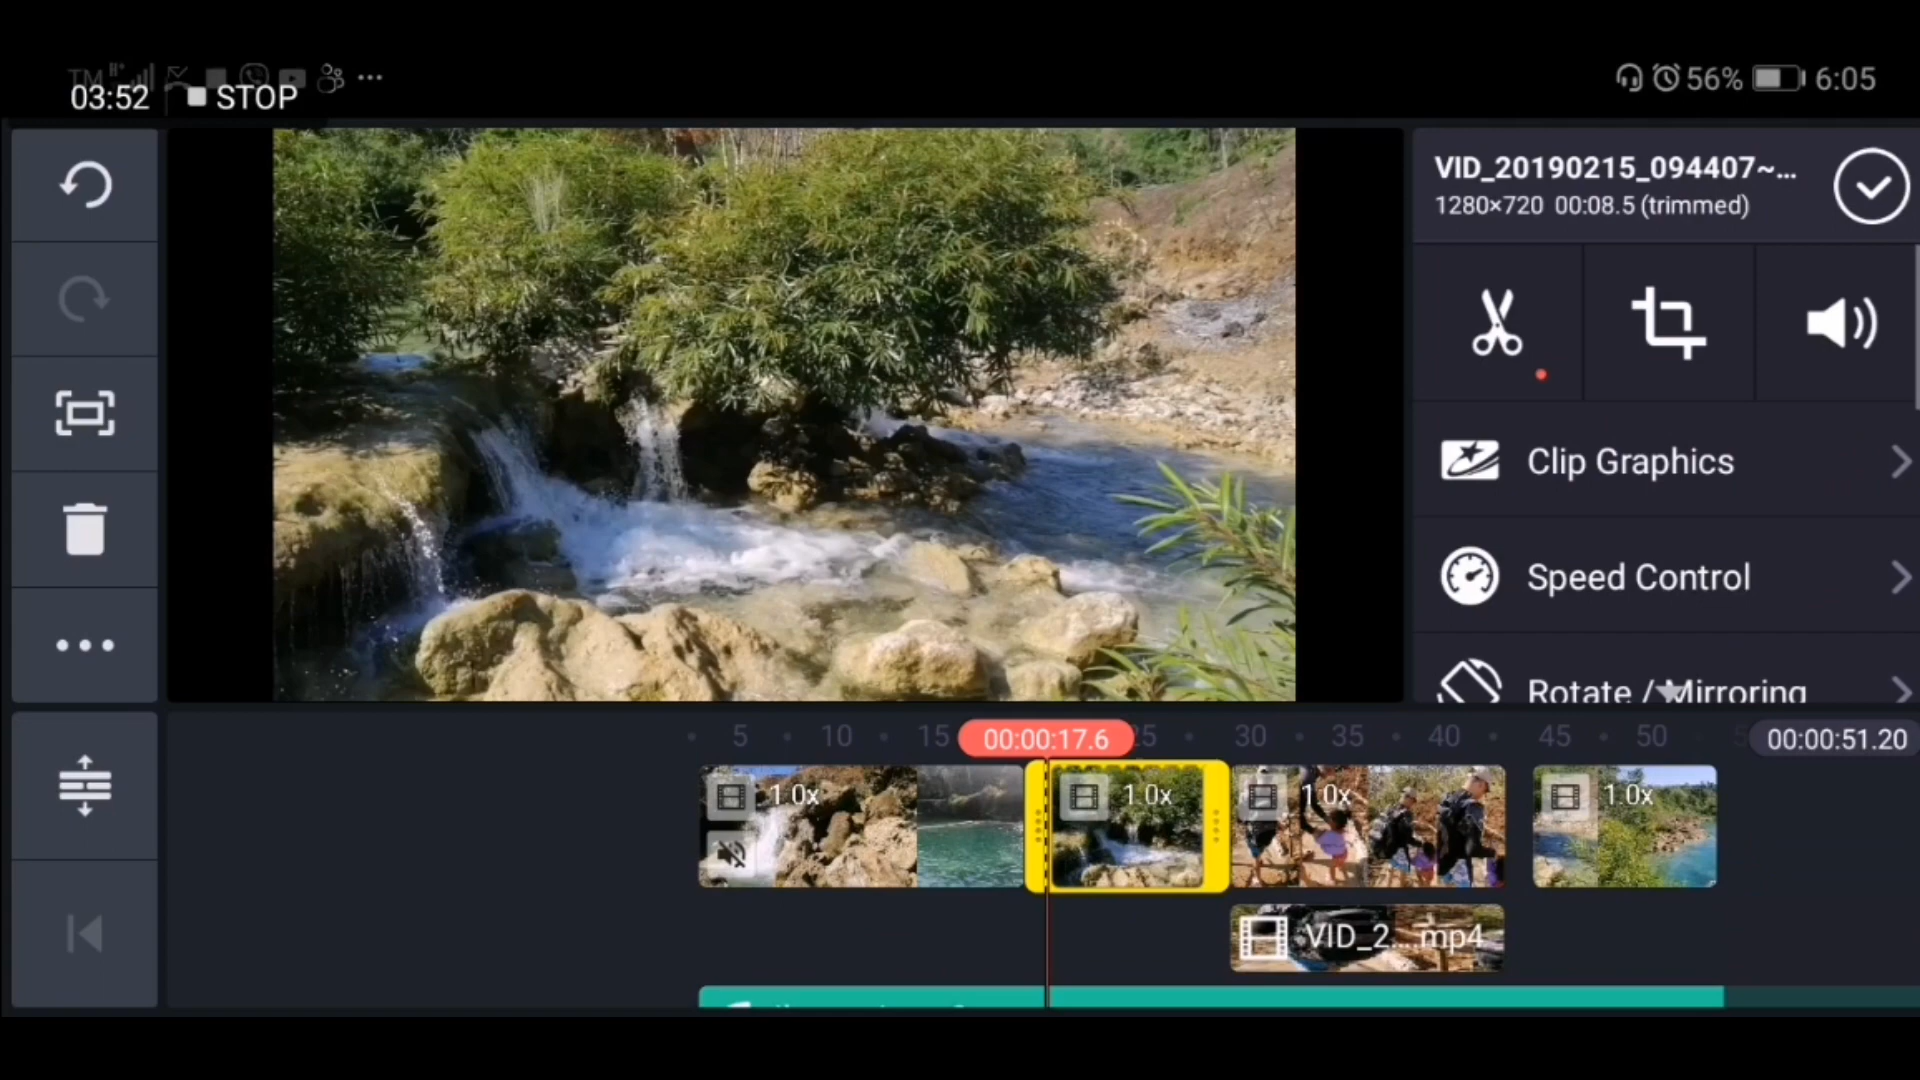 TM
03:52 STOP
56% 6:05
VID_20190215_094407~...
1280×720 00:08.5 (trimmed)
Clip Graphics
Speed Control
Rotate / Mirroring
5 10 15 00:00:17.6 25 30 35 40 45 50 00:00:51.20
1.0x 1.0x 1.0x 1.0x
VID_2....mp4